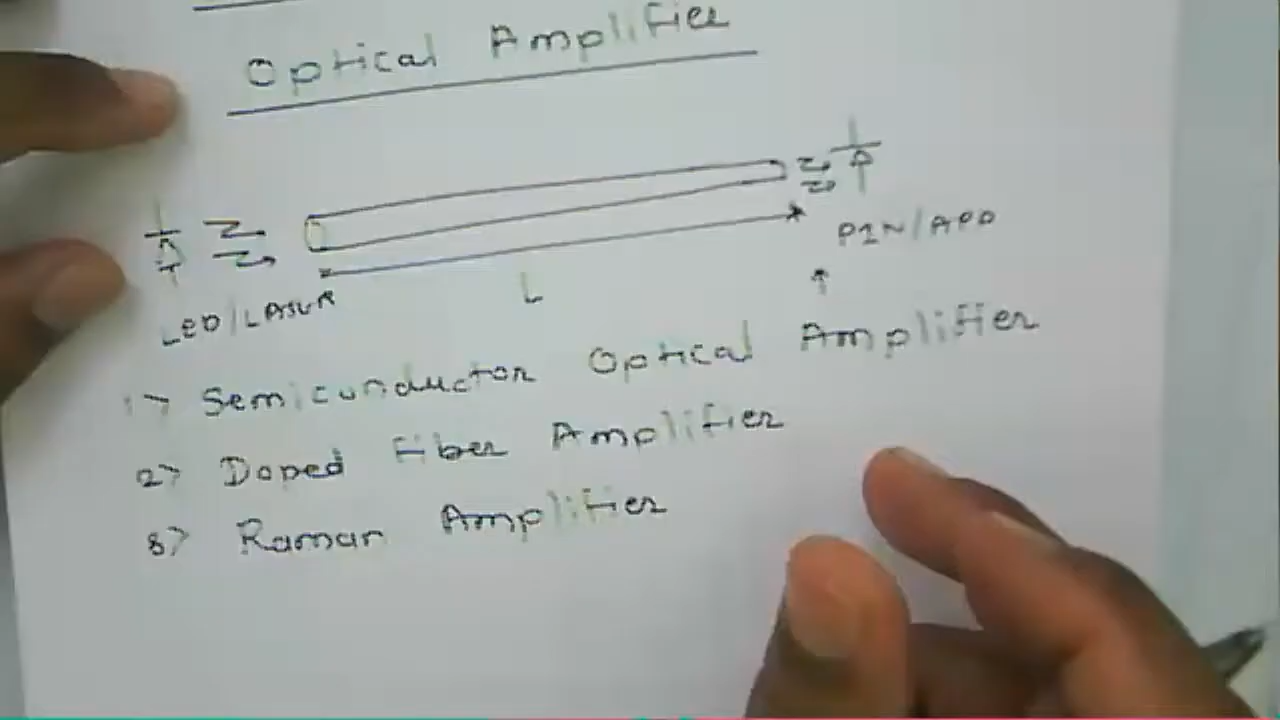 Optical Amplifier
PIN/APD
LED/LASER
L
1> Semiconductor Optical Amplifier
2> Doped Fiber Amplifier
3> Raman Amplifier